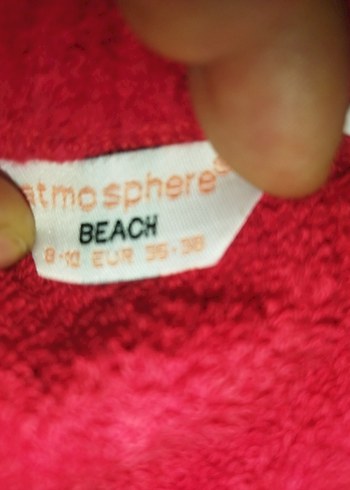 atmosphere
BEACH
8-10 EUR 36-38